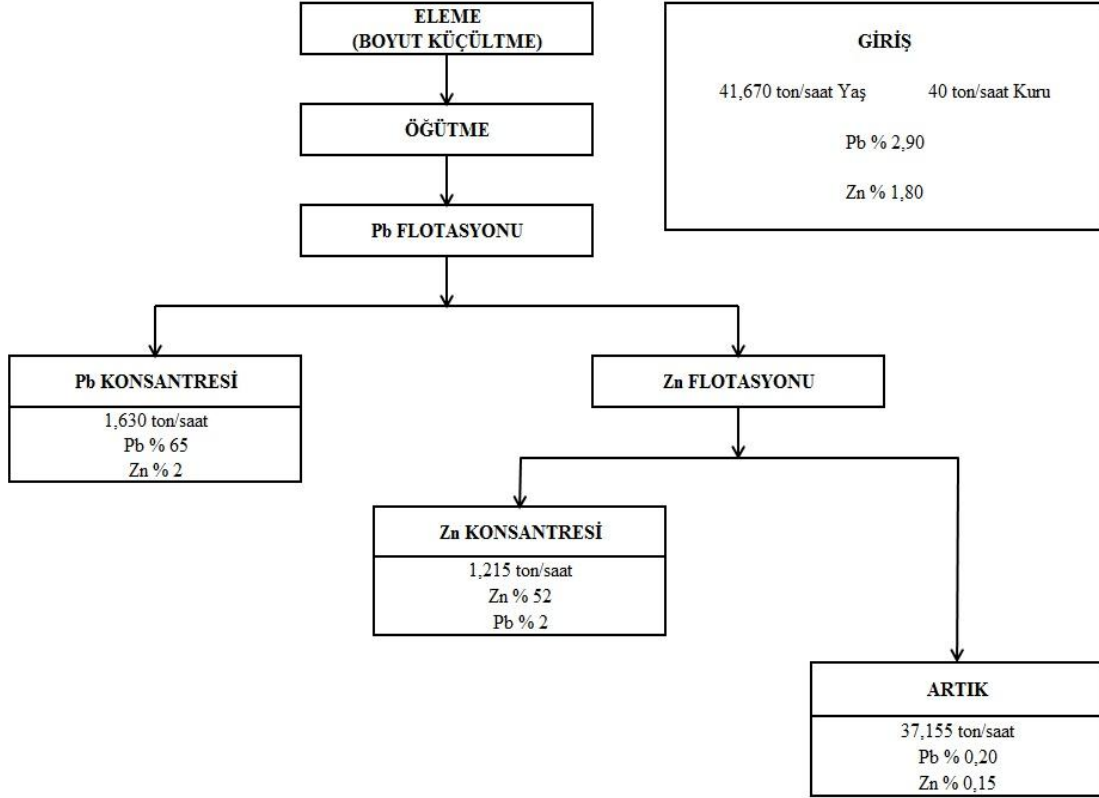 ELEME
(BOYUT KÜÇÜLTME)
ÖĞÜTME
Pb FLOTASYONU
GİRİŞ
41,670 ton/saat Yaş 40 ton/saat Kuru
Pb % 2,90
Zn % 1,80
Pb KONSANTRESİ
1,630 ton/saat
Pb % 65
Zn % 2
Zn FLOTASYONU
Zn KONSANTRESİ
1,215 ton/saat
Zn % 52
Pb % 2
ARTIK
37,155 ton/saat
Pb % 0,20
Zn % 0,15